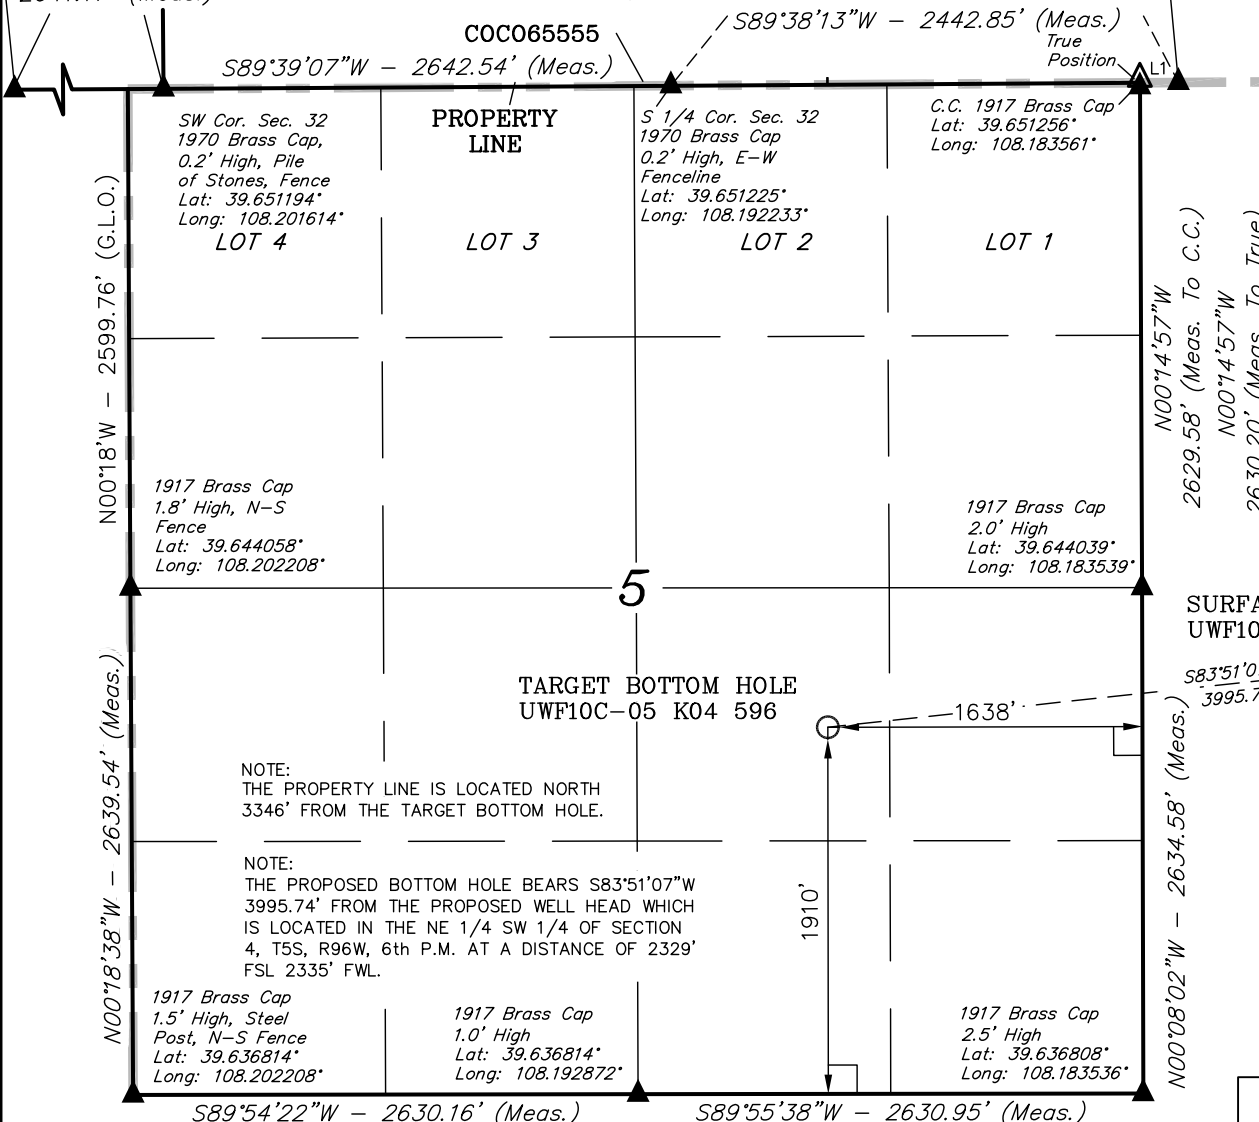 S89°38'13"W – 2442.85' (Meas.)
COCO65555
S89°39'07"W – 2642.54' (Meas.)
True
Position
L1
PROPERTY
LINE
SW Cor. Sec. 32
1970 Brass Cap,
0.2' High, Pile
of Stones, Fence
Lat: 39.651194°
Long: 108.201614°
S 1/4 Cor. Sec. 32
1970 Brass Cap
0.2' High, E–W
Fenceline
Lat: 39.651225°
Long: 108.192233°
C.C. 1917 Brass Cap
Lat: 39.651256°
Long: 108.183561°
LOT 4
LOT 3
LOT 2
LOT 1
N00°18'W – 2599.76' (G.L.O.)
N00°14'57"W
2629.58' (Meas. To C.C.)
N00°14'57"W
2630.20' (Meas. To True)
1917 Brass Cap
1.8' High, N–S
Fence
Lat: 39.644058°
Long: 108.202208°
1917 Brass Cap
2.0' High
Lat: 39.644039°
Long: 108.183539°
5
SURFA
UWF10
TARGET BOTTOM HOLE
UWF10C–05 K04 596
S83°51'0
3995.7
1638'
1910'
NOTE:
THE PROPERTY LINE IS LOCATED NORTH
3346' FROM THE TARGET BOTTOM HOLE.
NOTE:
THE PROPOSED BOTTOM HOLE BEARS S83°51'07"W
3995.74' FROM THE PROPOSED WELL HEAD WHICH
IS LOCATED IN THE NE 1/4 SW 1/4 OF SECTION
4, T5S, R96W, 6th P.M. AT A DISTANCE OF 2329'
FSL 2335' FWL.
N00°18'38"W – 2639.54' (Meas.)
N00°08'02"W – 2634.58' (Meas.)
1917 Brass Cap
1.5' High, Steel
Post, N–S Fence
Lat: 39.636814°
Long: 108.202208°
1917 Brass Cap
1.0' High
Lat: 39.636814°
Long: 108.192872°
1917 Brass Cap
2.5' High
Lat: 39.636808°
Long: 108.183536°
S89°54'22"W – 2630.16' (Meas.)
S89°55'38"W – 2630.95' (Meas.)